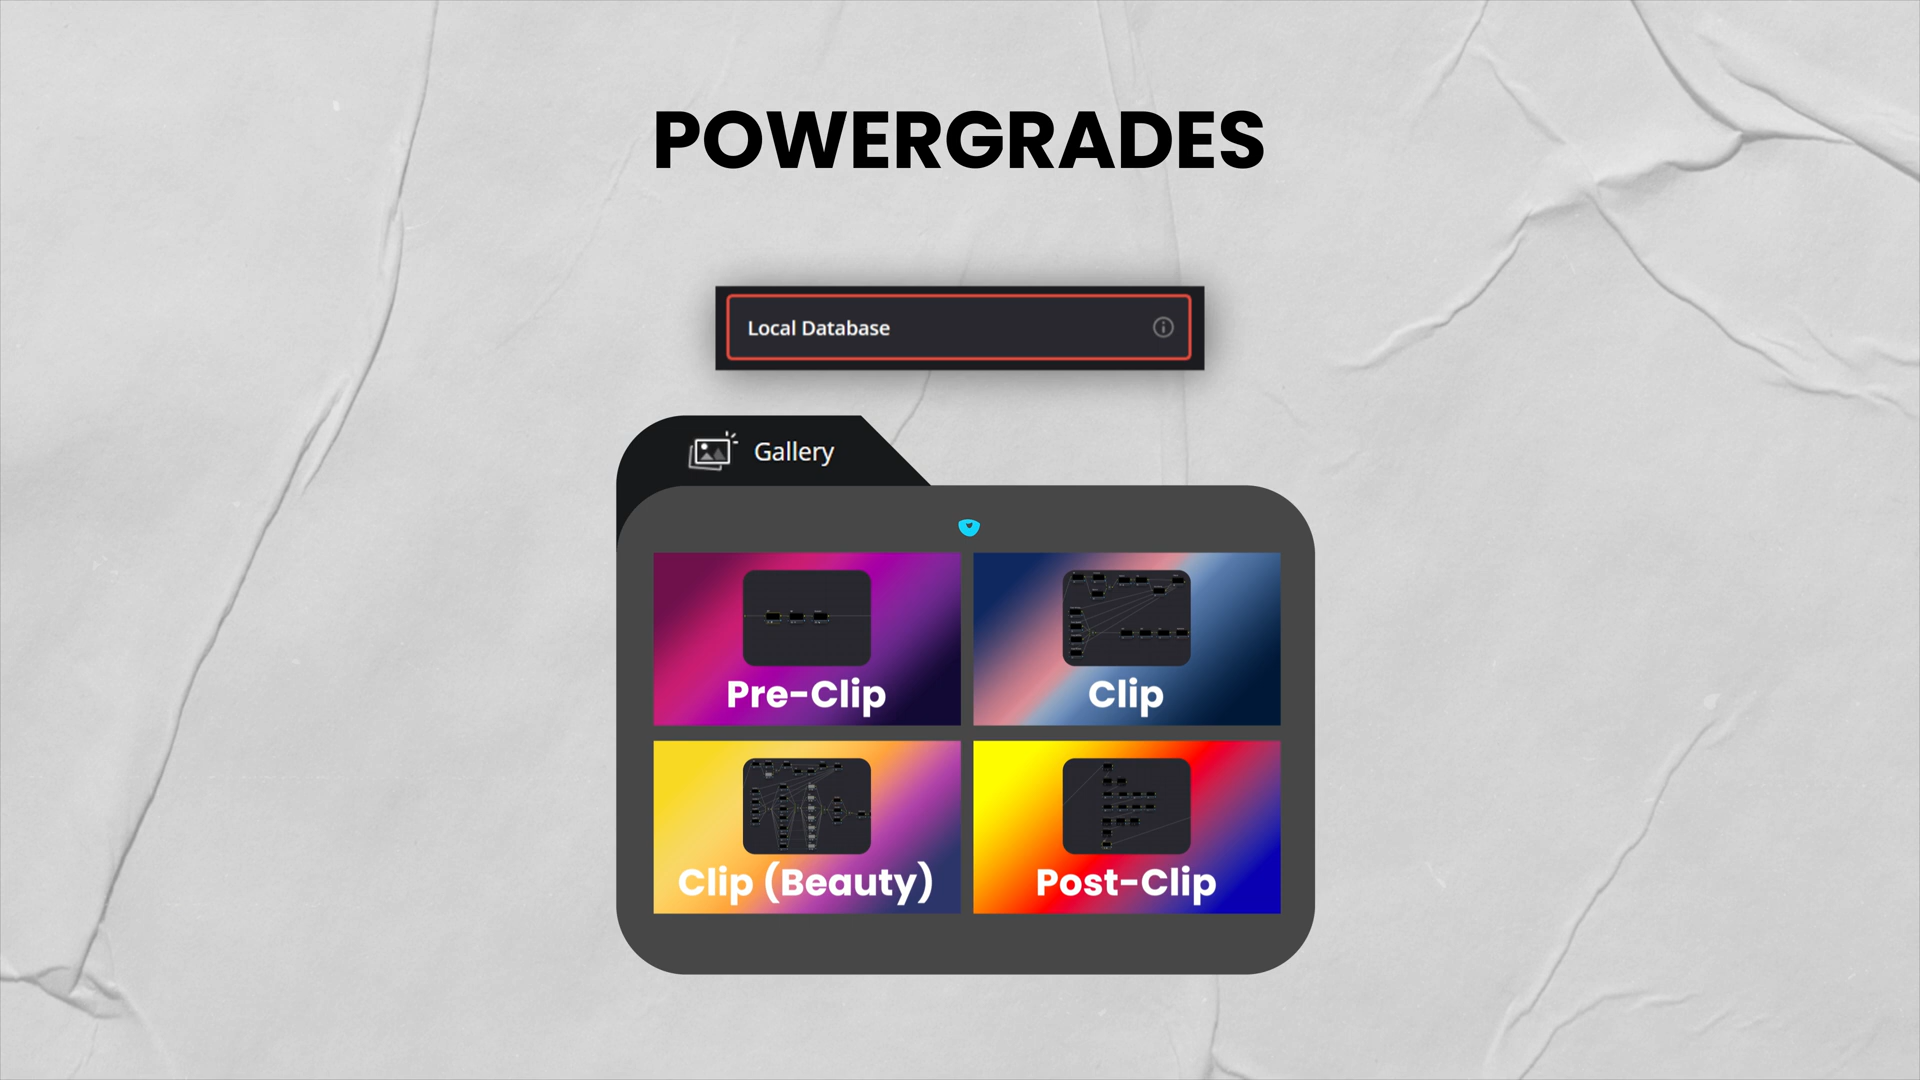 POWERGRADES
Local Database
Gallery
Pre-Clip
Clip
Clip (Beauty)
Post-Clip